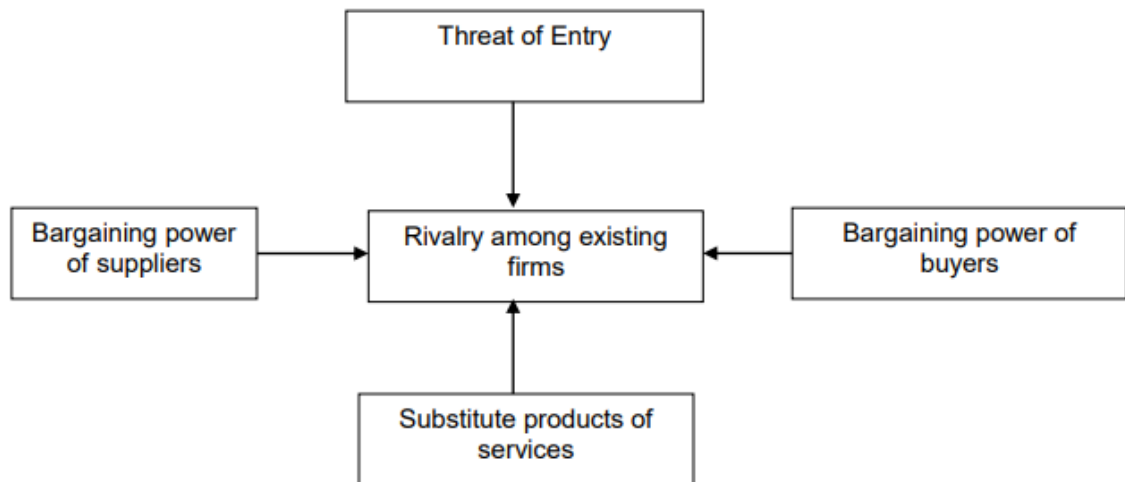 Threat of Entry
Bargaining power
of suppliers
Rivalry among existing
firms
Bargaining power of
buyers
Substitute products of
services